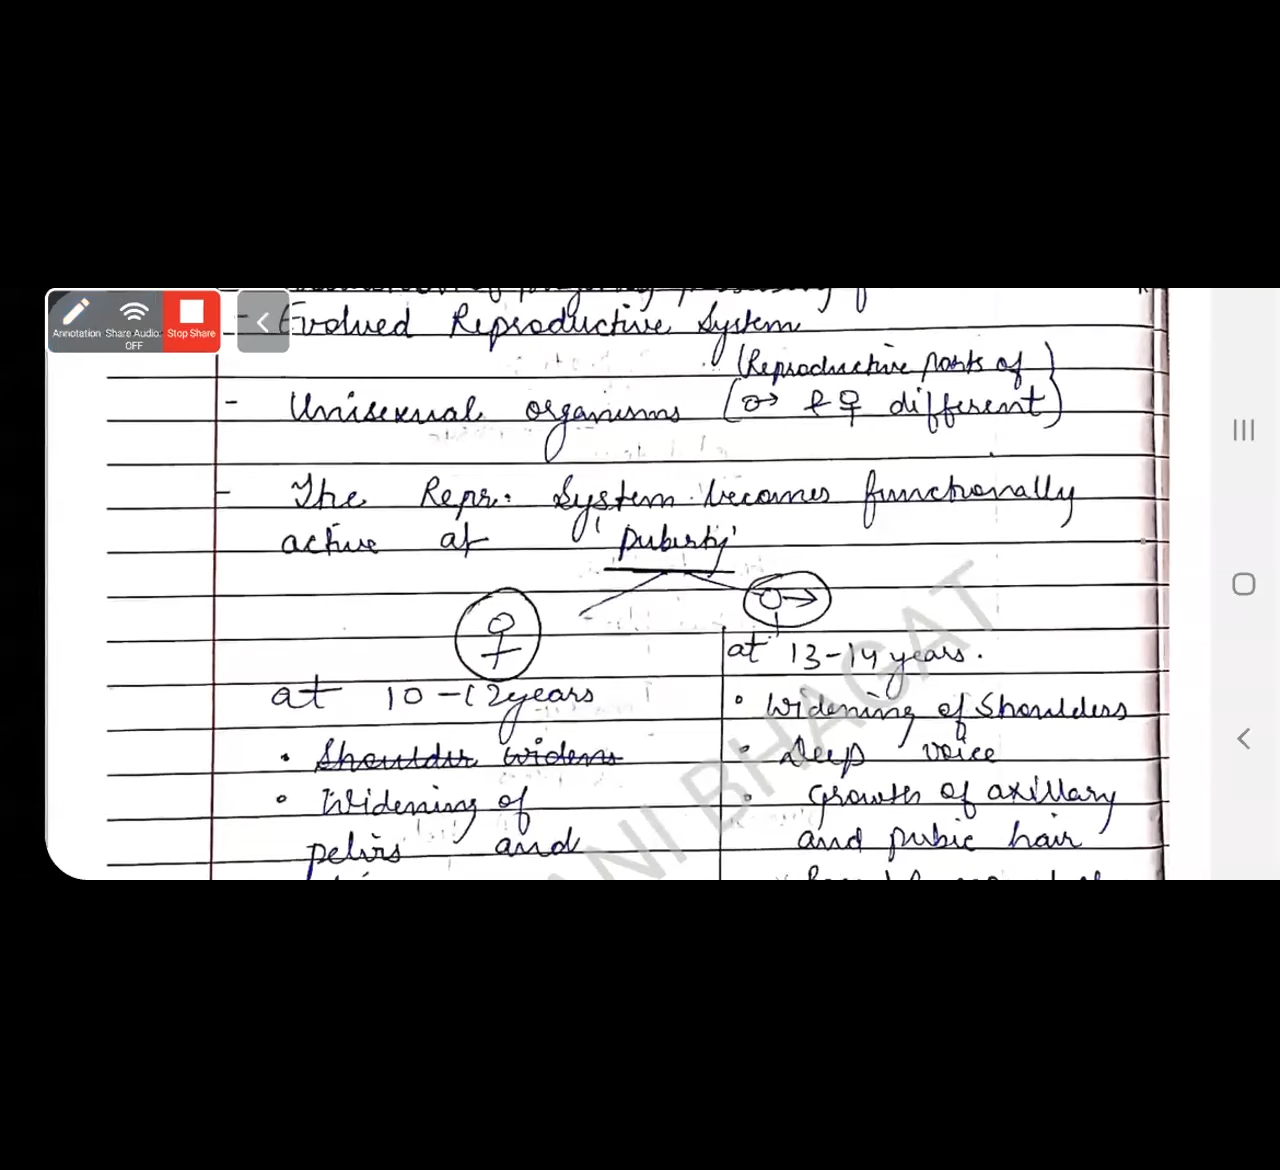 Annotation Share Audio: OFF Stop Share
- Evolved Reproductive System
(Reproductive parts of
- Unisexual organisms ♂ & ♀ different)
- The Repr. System becomes functionally
active at 'Puberty'
♀ ♂
at 13-14 years.
at 10-12 years
• Widening of Shoulders
• Shoulder widens
• Deep voice
• Widening of
• Growth of axillary
pelvis and
and pubic hair
ANI BHAGAT